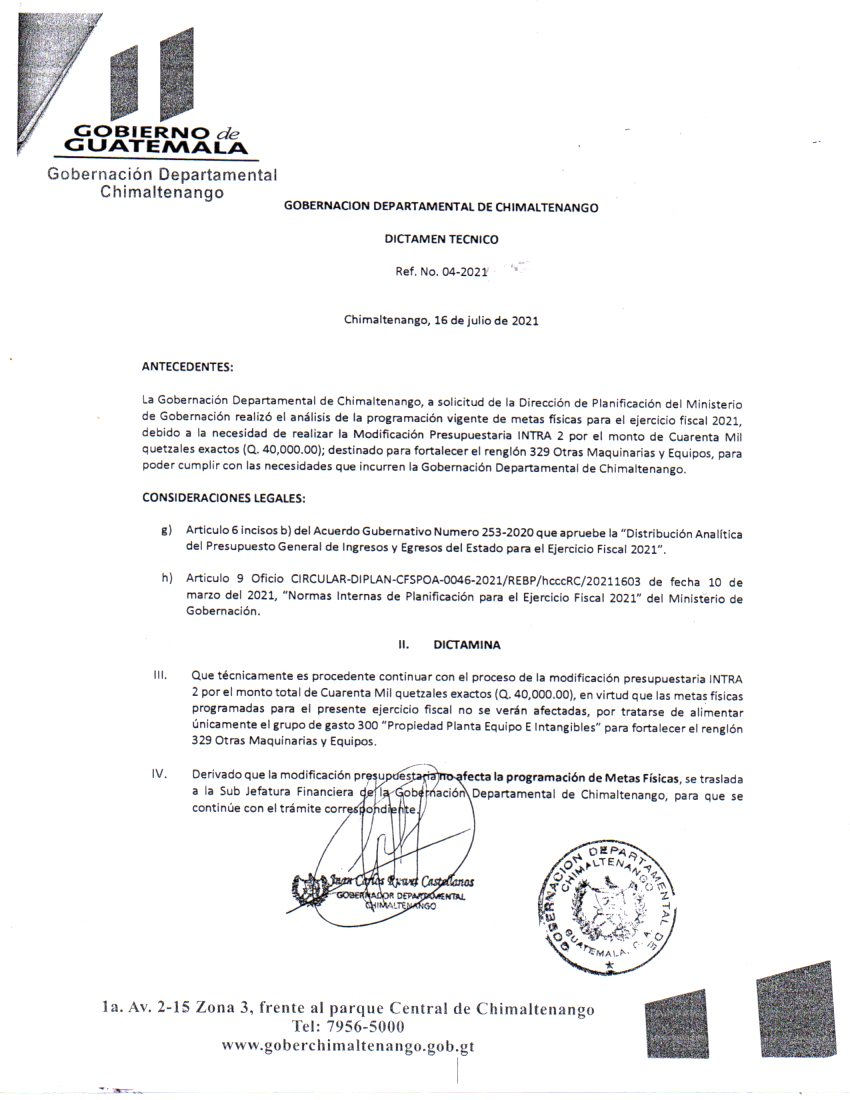 GOBIERNO de
GUATEMALA
Gobernación Departamental
Chimaltenango
GOBERNACION DEPARTAMENTAL DE CHIMALTENANGO
DICTAMEN TECNICO
Ref. No. 04-2021
Chimaltenango, 16 de julio de 2021
ANTECEDENTES:
La Gobernación Departamental de Chimaltenango, a solicitud de la Dirección de Planificación del Ministerio
de Gobernación realizó el análisis de la programación vigente de metas físicas para el ejercicio fiscal 2021,
debido a la necesidad de realizar la Modificación Presupuestaria INTRA 2 por el monto de Cuarenta Mil
quetzales exactos (Q. 40,000.00); destinado para fortalecer el renglón 329 Otras Maquinarias y Equipos, para
poder cumplir con las necesidades que incurren la Gobernación Departamental de Chimaltenango.
CONSIDERACIONES LEGALES:
g) Articulo 6 incisos b) del Acuerdo Gubernativo Numero 253-2020 que apruebe la "Distribución Analítica
del Presupuesto General de Ingresos y Egresos del Estado para el Ejercicio Fiscal 2021".
h) Articulo 9 Oficio CIRCULAR-DIPLAN-CFSPOA-0046-2021/REBP/hcccRC/20211603 de fecha 10 de
marzo del 2021, "Normas Internas de Planificación para el Ejercicio Fiscal 2021" del Ministerio de
Gobernación.
II. DICTAMINA
III. Que técnicamente es procedente continuar con el proceso de la modificación presupuestaria INTRA
2 por el monto total de Cuarenta Mil quetzales exactos (Q. 40,000.00), en virtud que las metas físicas
programadas para el presente ejercicio fiscal no se verán afectadas, por tratarse de alimentar
únicamente el grupo de gasto 300 "Propiedad Planta Equipo E Intangibles" para fortalecer el renglón
329 Otras Maquinarias y Equipos.
IV. Derivado que la modificación presupuestaria no afecta la programación de Metas Físicas, se traslada
a la Sub Jefatura Financiera de la Gobernación Departamental de Chimaltenango, para que se
continúe con el trámite correspondiente.
Juan Carlos Castellanos
GOBERNADOR DEPARTAMENTAL
CHIMALTENANGO
GOBERNACION DEPARTAMENTAL DE
CHIMALTENANGO
GUATEMALA, C. A.
1a. Av. 2-15 Zona 3, frente al parque Central de Chimaltenango
Tel: 7956-5000
www.goberchimaltenango.gob.gt